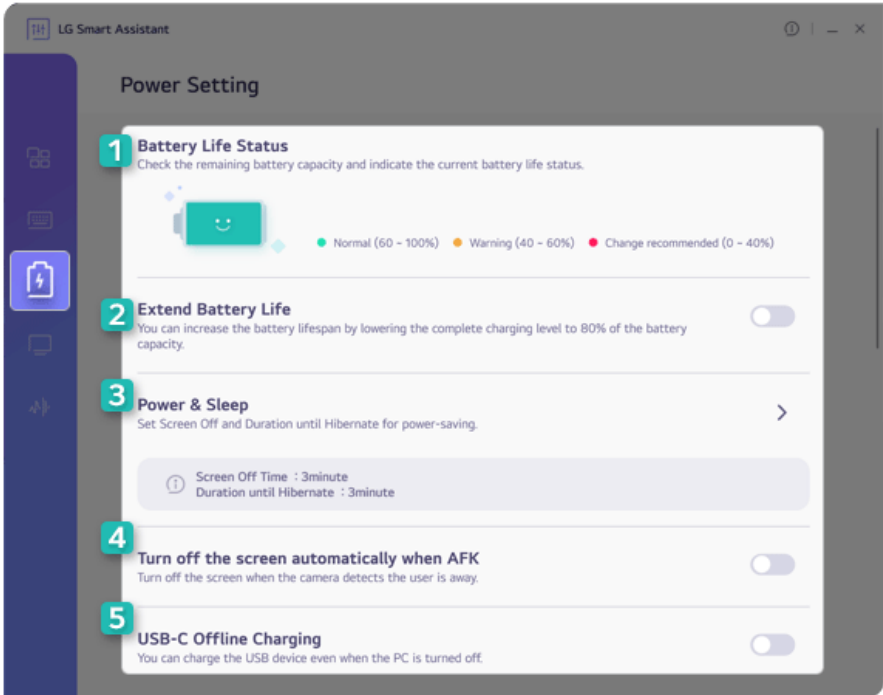 LG Smart Assistant
Power Setting
1
Battery Life Status
Check the remaining battery capacity and indicate the current battery life status.
Normal (60 - 100%) Warning (40 - 60%) Change recommended (0 - 40%)
2
Extend Battery Life
You can increase the battery lifespan by lowering the complete charging level to 80% of the battery
capacity.
3
Power & Sleep
Set Screen Off and Duration until Hibernate for power-saving.
Screen Off Time : 3minute
Duration until Hibernate : 3minute
4
Turn off the screen automatically when AFK
Turn off the screen when the camera detects the user is away.
5
USB-C Offline Charging
You can charge the USB device even when the PC is turned off.